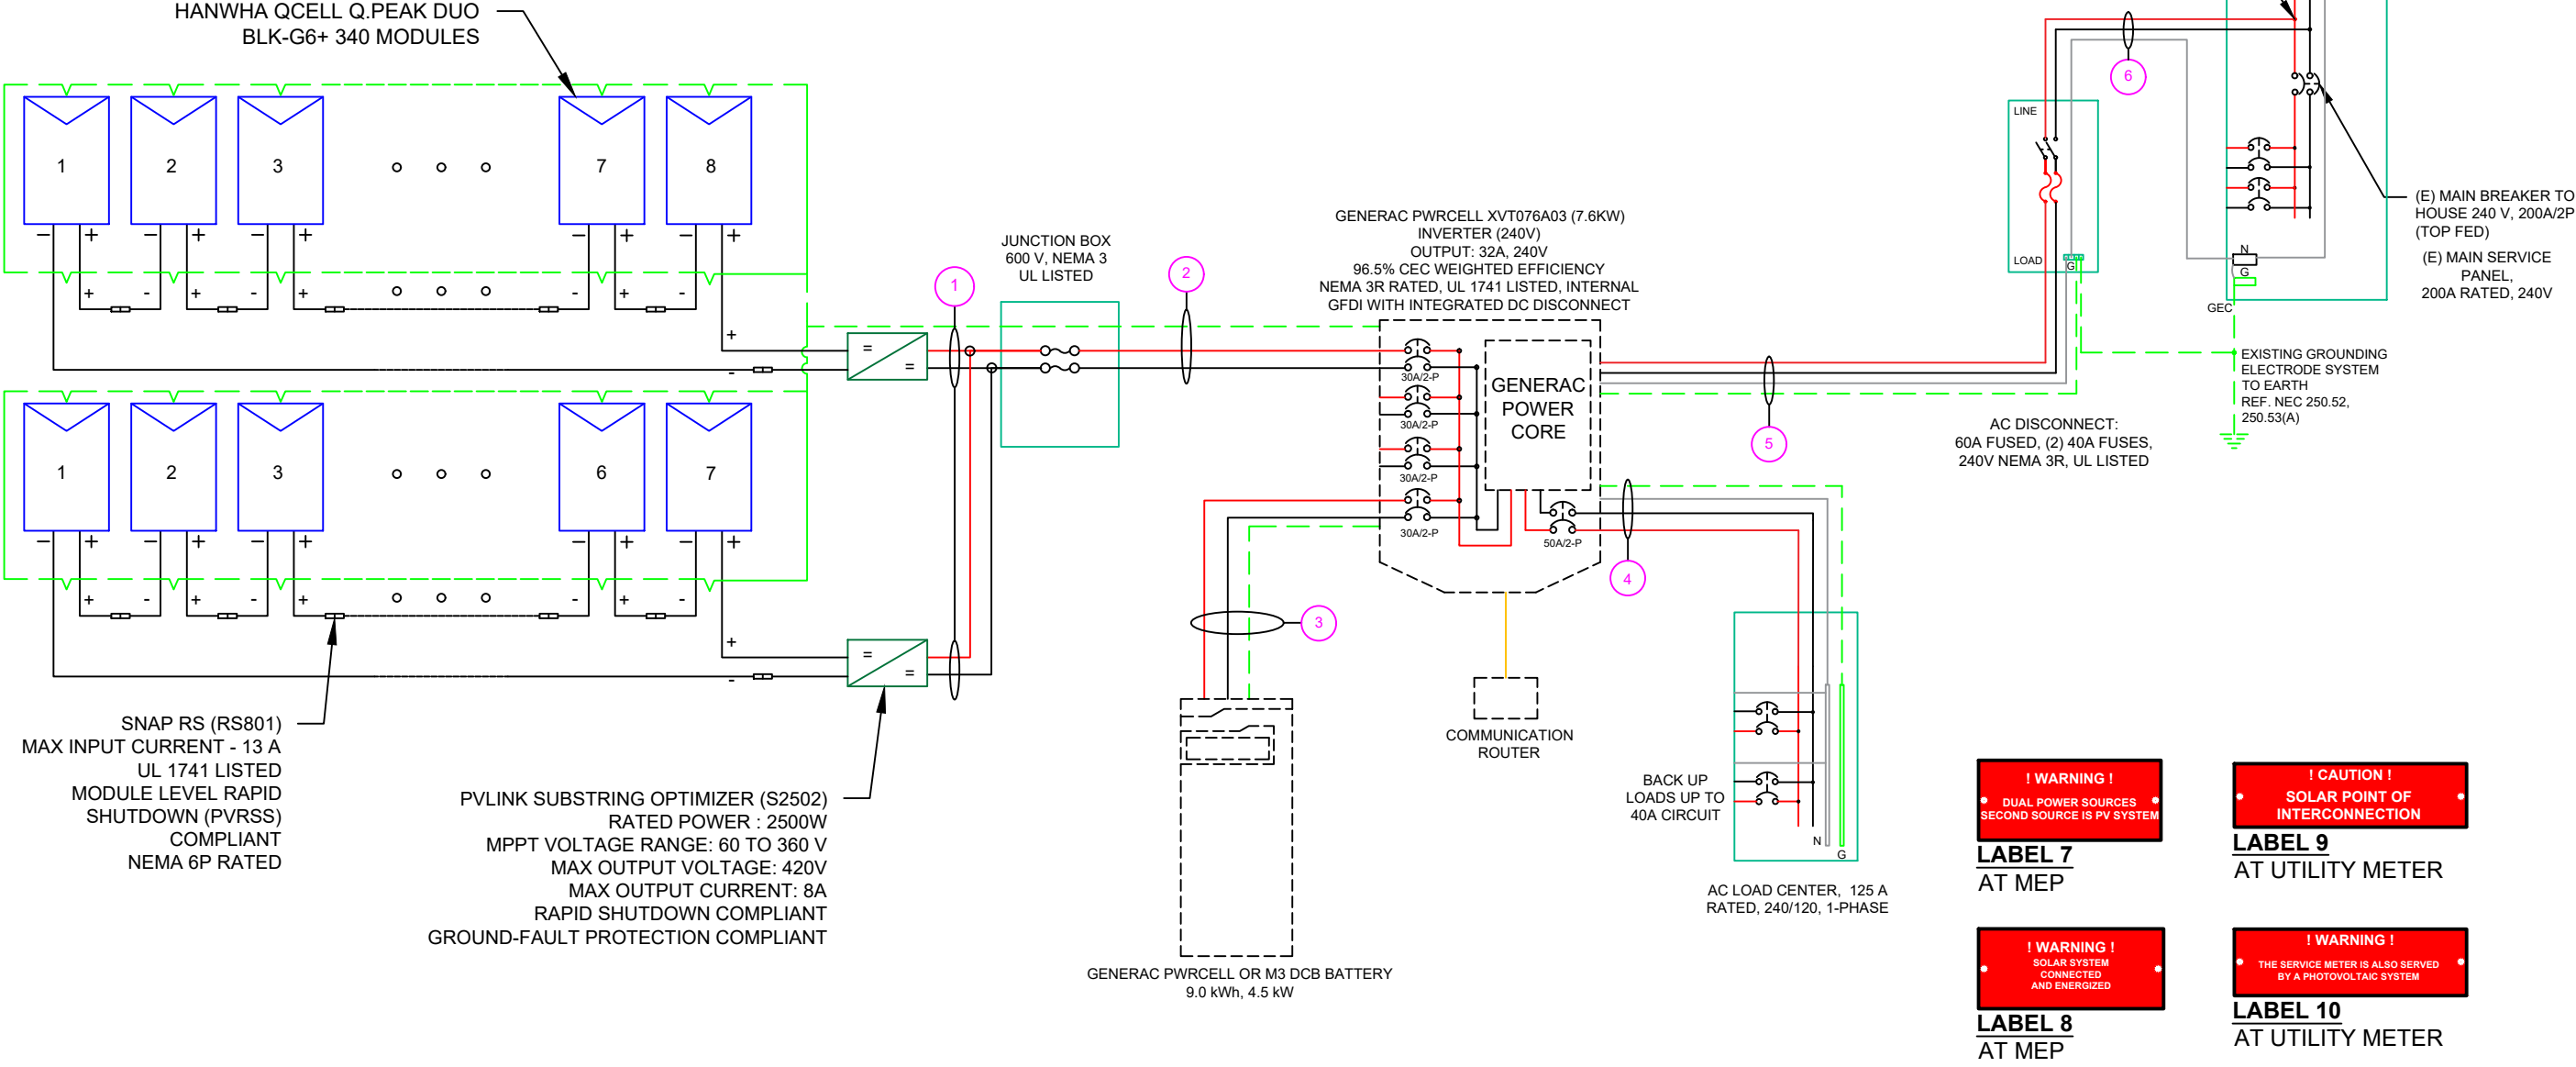 HANWHA QCELL Q.PEAK DUO
BLK-G6+ 340 MODULES
1 2 3 7 8
− + − + − + − + − +
+ - + - + + - + -
+
-
1 2 3 6 7
− + − + − + − + − +
+ - + - + - + -
+
-
= =
= =
SNAP RS (RS801)
MAX INPUT CURRENT - 13 A
UL 1741 LISTED
MODULE LEVEL RAPID
SHUTDOWN (PVRSS)
COMPLIANT
NEMA 6P RATED
PVLINK SUBSTRING OPTIMIZER (S2502)
RATED POWER : 2500W
MPPT VOLTAGE RANGE: 60 TO 360 V
MAX OUTPUT VOLTAGE: 420V
MAX OUTPUT CURRENT: 8A
RAPID SHUTDOWN COMPLIANT
GROUND-FAULT PROTECTION COMPLIANT
1
JUNCTION BOX
600 V, NEMA 3
UL LISTED
2
GENERAC PWRCELL XVT076A03 (7.6KW)
INVERTER (240V)
OUTPUT: 32A, 240V
96.5% CEC WEIGHTED EFFICIENCY
NEMA 3R RATED, UL 1741 LISTED, INTERNAL
GFDI WITH INTEGRATED DC DISCONNECT
30A/2-P
30A/2-P
30A/2-P
30A/2-P
GENERAC
POWER
CORE
50A/2-P
3
4
5
6
GENERAC PWRCELL OR M3 DCB BATTERY
9.0 kWh, 4.5 kW
COMMUNICATION
ROUTER
BACK UP
LOADS UP TO
40A CIRCUIT
N
G
AC LOAD CENTER, 125 A
RATED, 240/120, 1-PHASE
LINE
LOAD
G
AC DISCONNECT:
60A FUSED, (2) 40A FUSES,
240V NEMA 3R, UL LISTED
N
G
GEC
(E) MAIN BREAKER TO
HOUSE 240 V, 200A/2P
(TOP FED)
(E) MAIN SERVICE
PANEL,
200A RATED, 240V
EXISTING GROUNDING
ELECTRODE SYSTEM
TO EARTH
REF. NEC 250.52,
250.53(A)
! WARNING !
DUAL POWER SOURCES
SECOND SOURCE IS PV SYSTEM
LABEL 7
AT MEP
! CAUTION !
SOLAR POINT OF
INTERCONNECTION
LABEL 9
AT UTILITY METER
! WARNING !
SOLAR SYSTEM
CONNECTED
AND ENERGIZED
LABEL 8
AT MEP
! WARNING !
THE SERVICE METER IS ALSO SERVED
BY A PHOTOVOLTAIC SYSTEM
LABEL 10
AT UTILITY METER